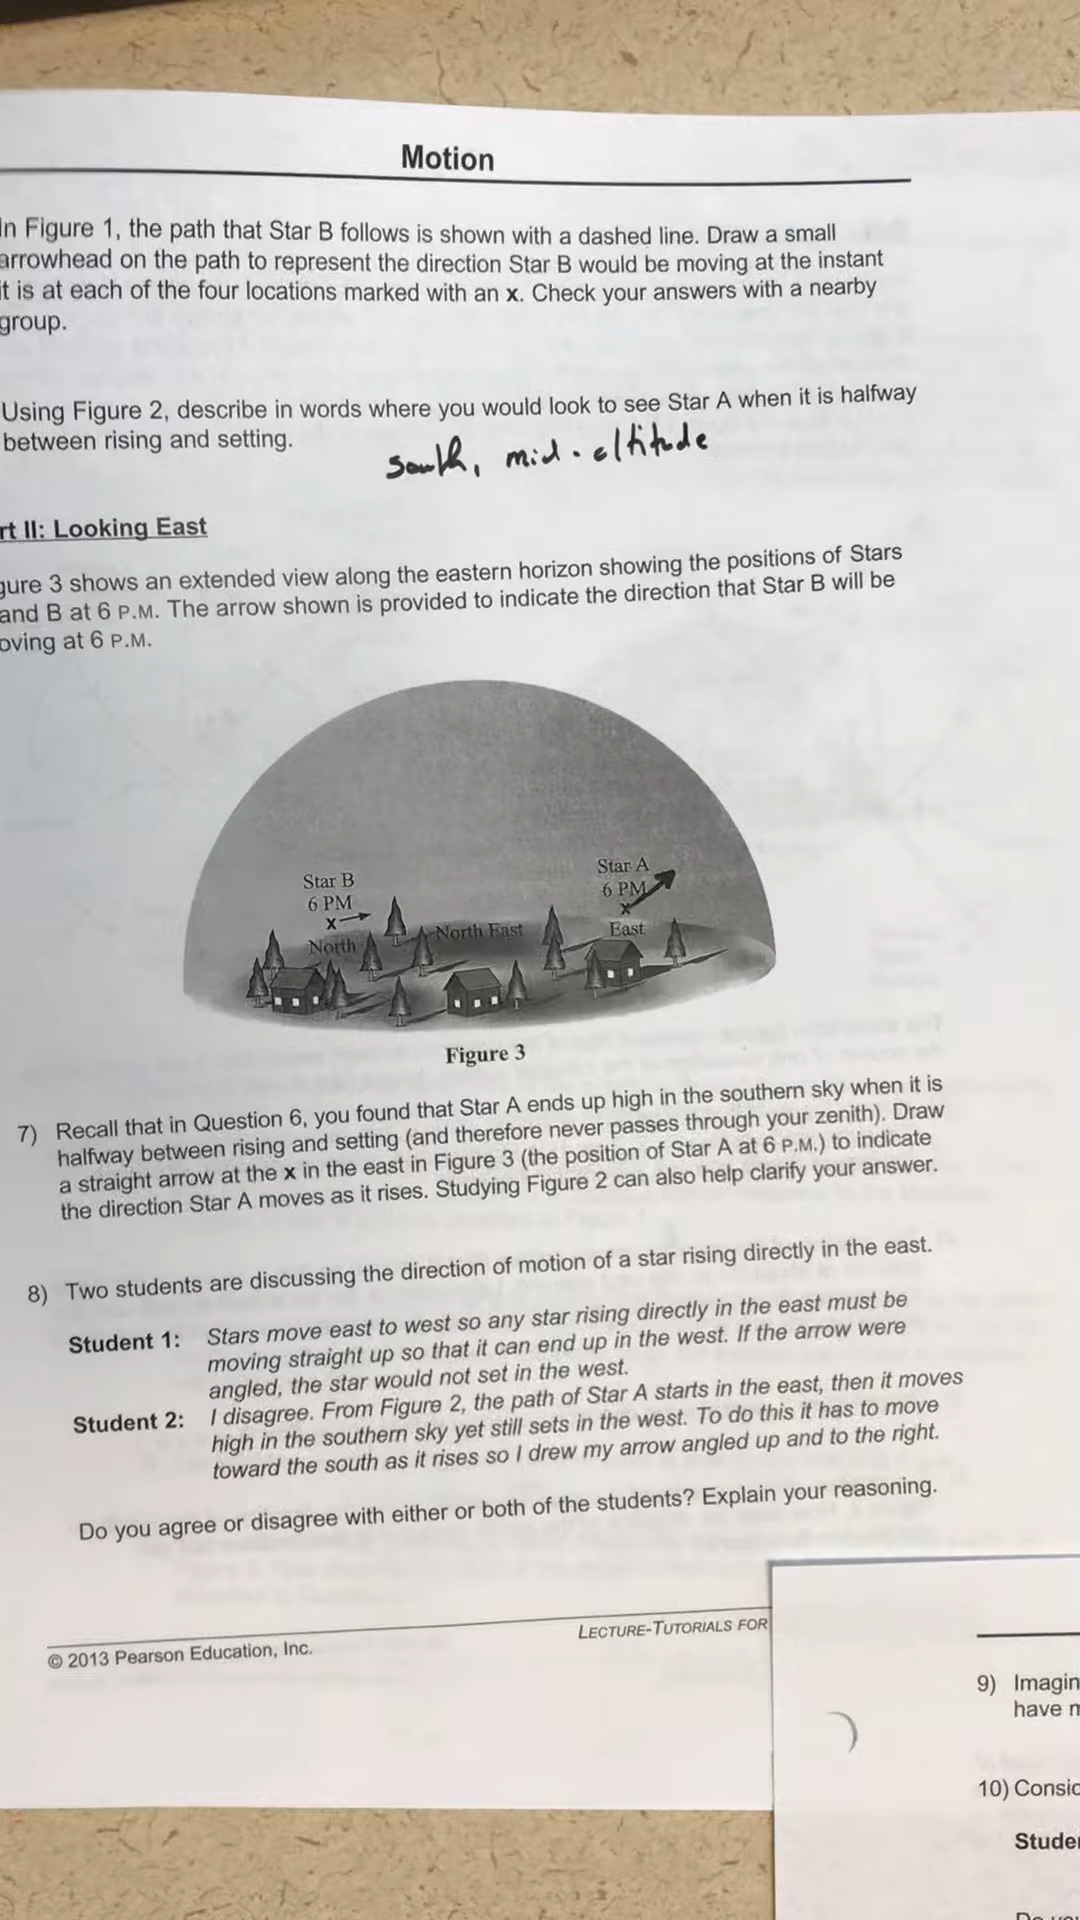 Motion
In Figure 1, the path that Star B follows is shown with a dashed line. Draw a small
arrowhead on the path to represent the direction Star B would be moving at the instant
it is at each of the four locations marked with an x. Check your answers with a nearby
group.
Using Figure 2, describe in words where you would look to see Star A when it is halfway
between rising and setting.
south, mid-altitude
rt II: Looking East
gure 3 shows an extended view along the eastern horizon showing the positions of Stars
and B at 6 P.M. The arrow shown is provided to indicate the direction that Star B will be
oving at 6 P.M.
Star B
6 PM
x
North
North East
Star A
6 PM
x
East
Figure 3
7) Recall that in Question 6, you found that Star A ends up high in the southern sky when it is
halfway between rising and setting (and therefore never passes through your zenith). Draw
a straight arrow at the x in the east in Figure 3 (the position of Star A at 6 P.M.) to indicate
the direction Star A moves as it rises. Studying Figure 2 can also help clarify your answer.
8) Two students are discussing the direction of motion of a star rising directly in the east.
Student 1: Stars move east to west so any star rising directly in the east must be
moving straight up so that it can end up in the west. If the arrow were
angled, the star would not set in the west.
Student 2: I disagree. From Figure 2, the path of Star A starts in the east, then it moves
high in the southern sky yet still sets in the west. To do this it has to move
toward the south as it rises so I drew my arrow angled up and to the right.
Do you agree or disagree with either or both of the students? Explain your reasoning.
© 2013 Pearson Education, Inc.
LECTURE-TUTORIALS FOR
9) Imagin
have
10) Consid
Studen